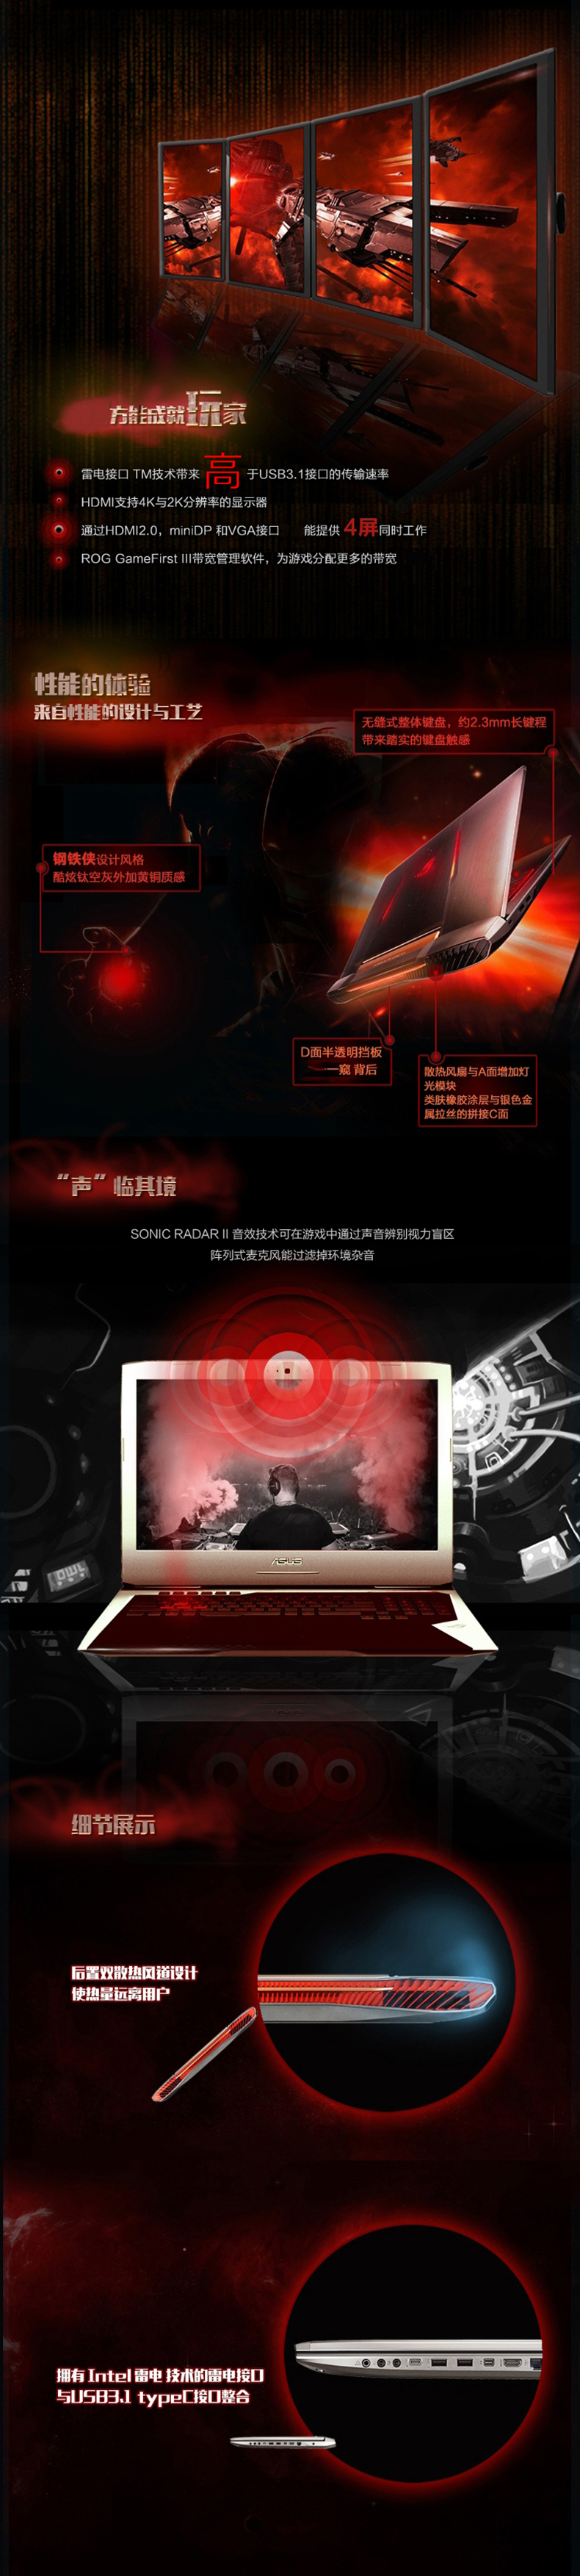 方能成就玩家
雷电接口 TM技术带来 高 于USB3.1接口的传输速率
HDMI支持4K与2K分辨率的显示器
通过HDMI2.0，miniDP 和VGA接口 能提供 4屏同时工作
ROG GameFirst III带宽管理软件，为游戏分配更多的带宽
性能的体验
来自性能的设计与工艺
无缝式整体键盘，约2.3mm长键程
带来踏实的键盘触感
钢铁侠设计风格
酷炫钛空灰外加黄铜质感
D面半透明挡板
一窥 背后
散热风扇与A面增加灯
光模块
类肤橡胶涂层与银色金
属拉丝的拼接C面
“声”临其境
SONIC RADAR II 音效技术可在游戏中通过声音辨别视力盲区
阵列式麦克风能过滤掉环境杂音
ASUS
细节展示
后置双散热风道设计
使热量远离用户
拥有 Intel 雷电 技术的雷电接口
与USB3.1 typeC接口整合